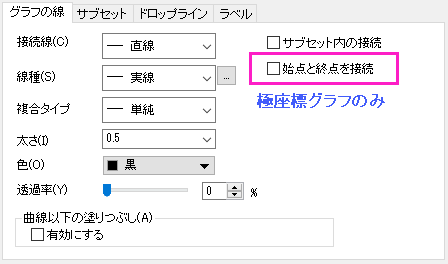 グラフの線 サブセット ドロップライン ラベル
接続線(C) 直線 サブセット内の接続
線種(S) 実線 ... 始点と終点を接続
複合タイプ 単純 極座標グラフのみ
太さ(I) 0.5
色(O) 黒
透過率(Y) 0 %
曲線以下の塗りつぶし(A)
有効にする